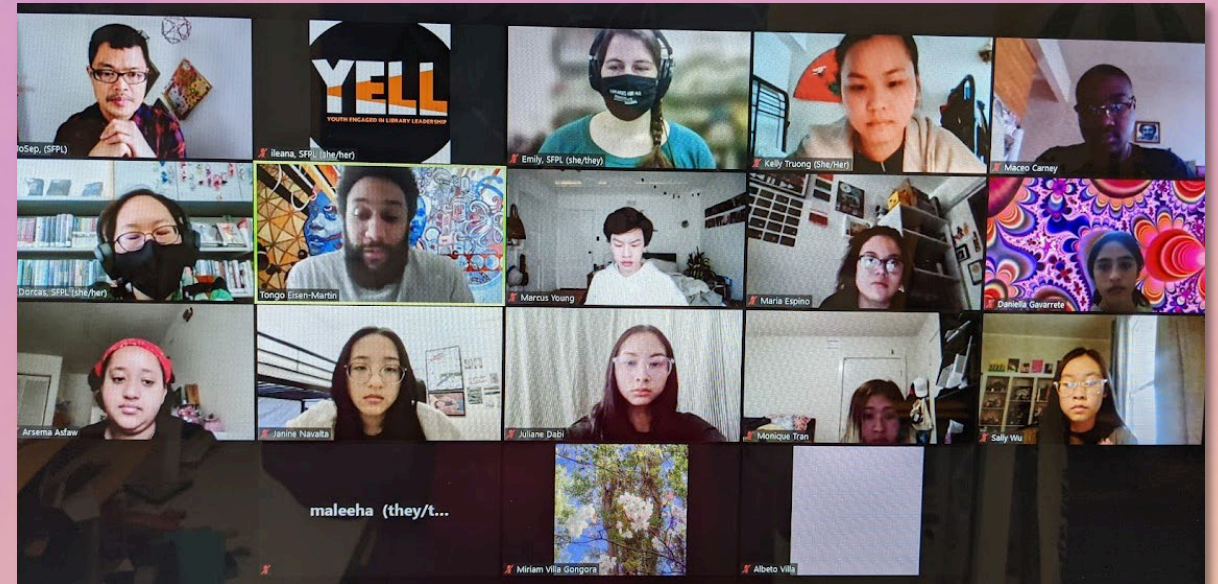 JoSep, (SFPL)
YELL
YOUTH ENGAGED IN LIBRARY LEADERSHIP
ileana, SFPL (she/her)
Emily, SFPL (she/they)
Kelly Truong (She/Her)
Maceo Carney
Dorcas, SFPL (she/her)
Tongo Eisen-Martin
Marcus Young
Maria Espino
Daniella Gavarrete
Arsema Asfaw
Janine Navalta
Juliane Dabi
Monique Tran
Sally Wu
maleeha (they/t...
Miriam Villa Gongora
Albeto Villa